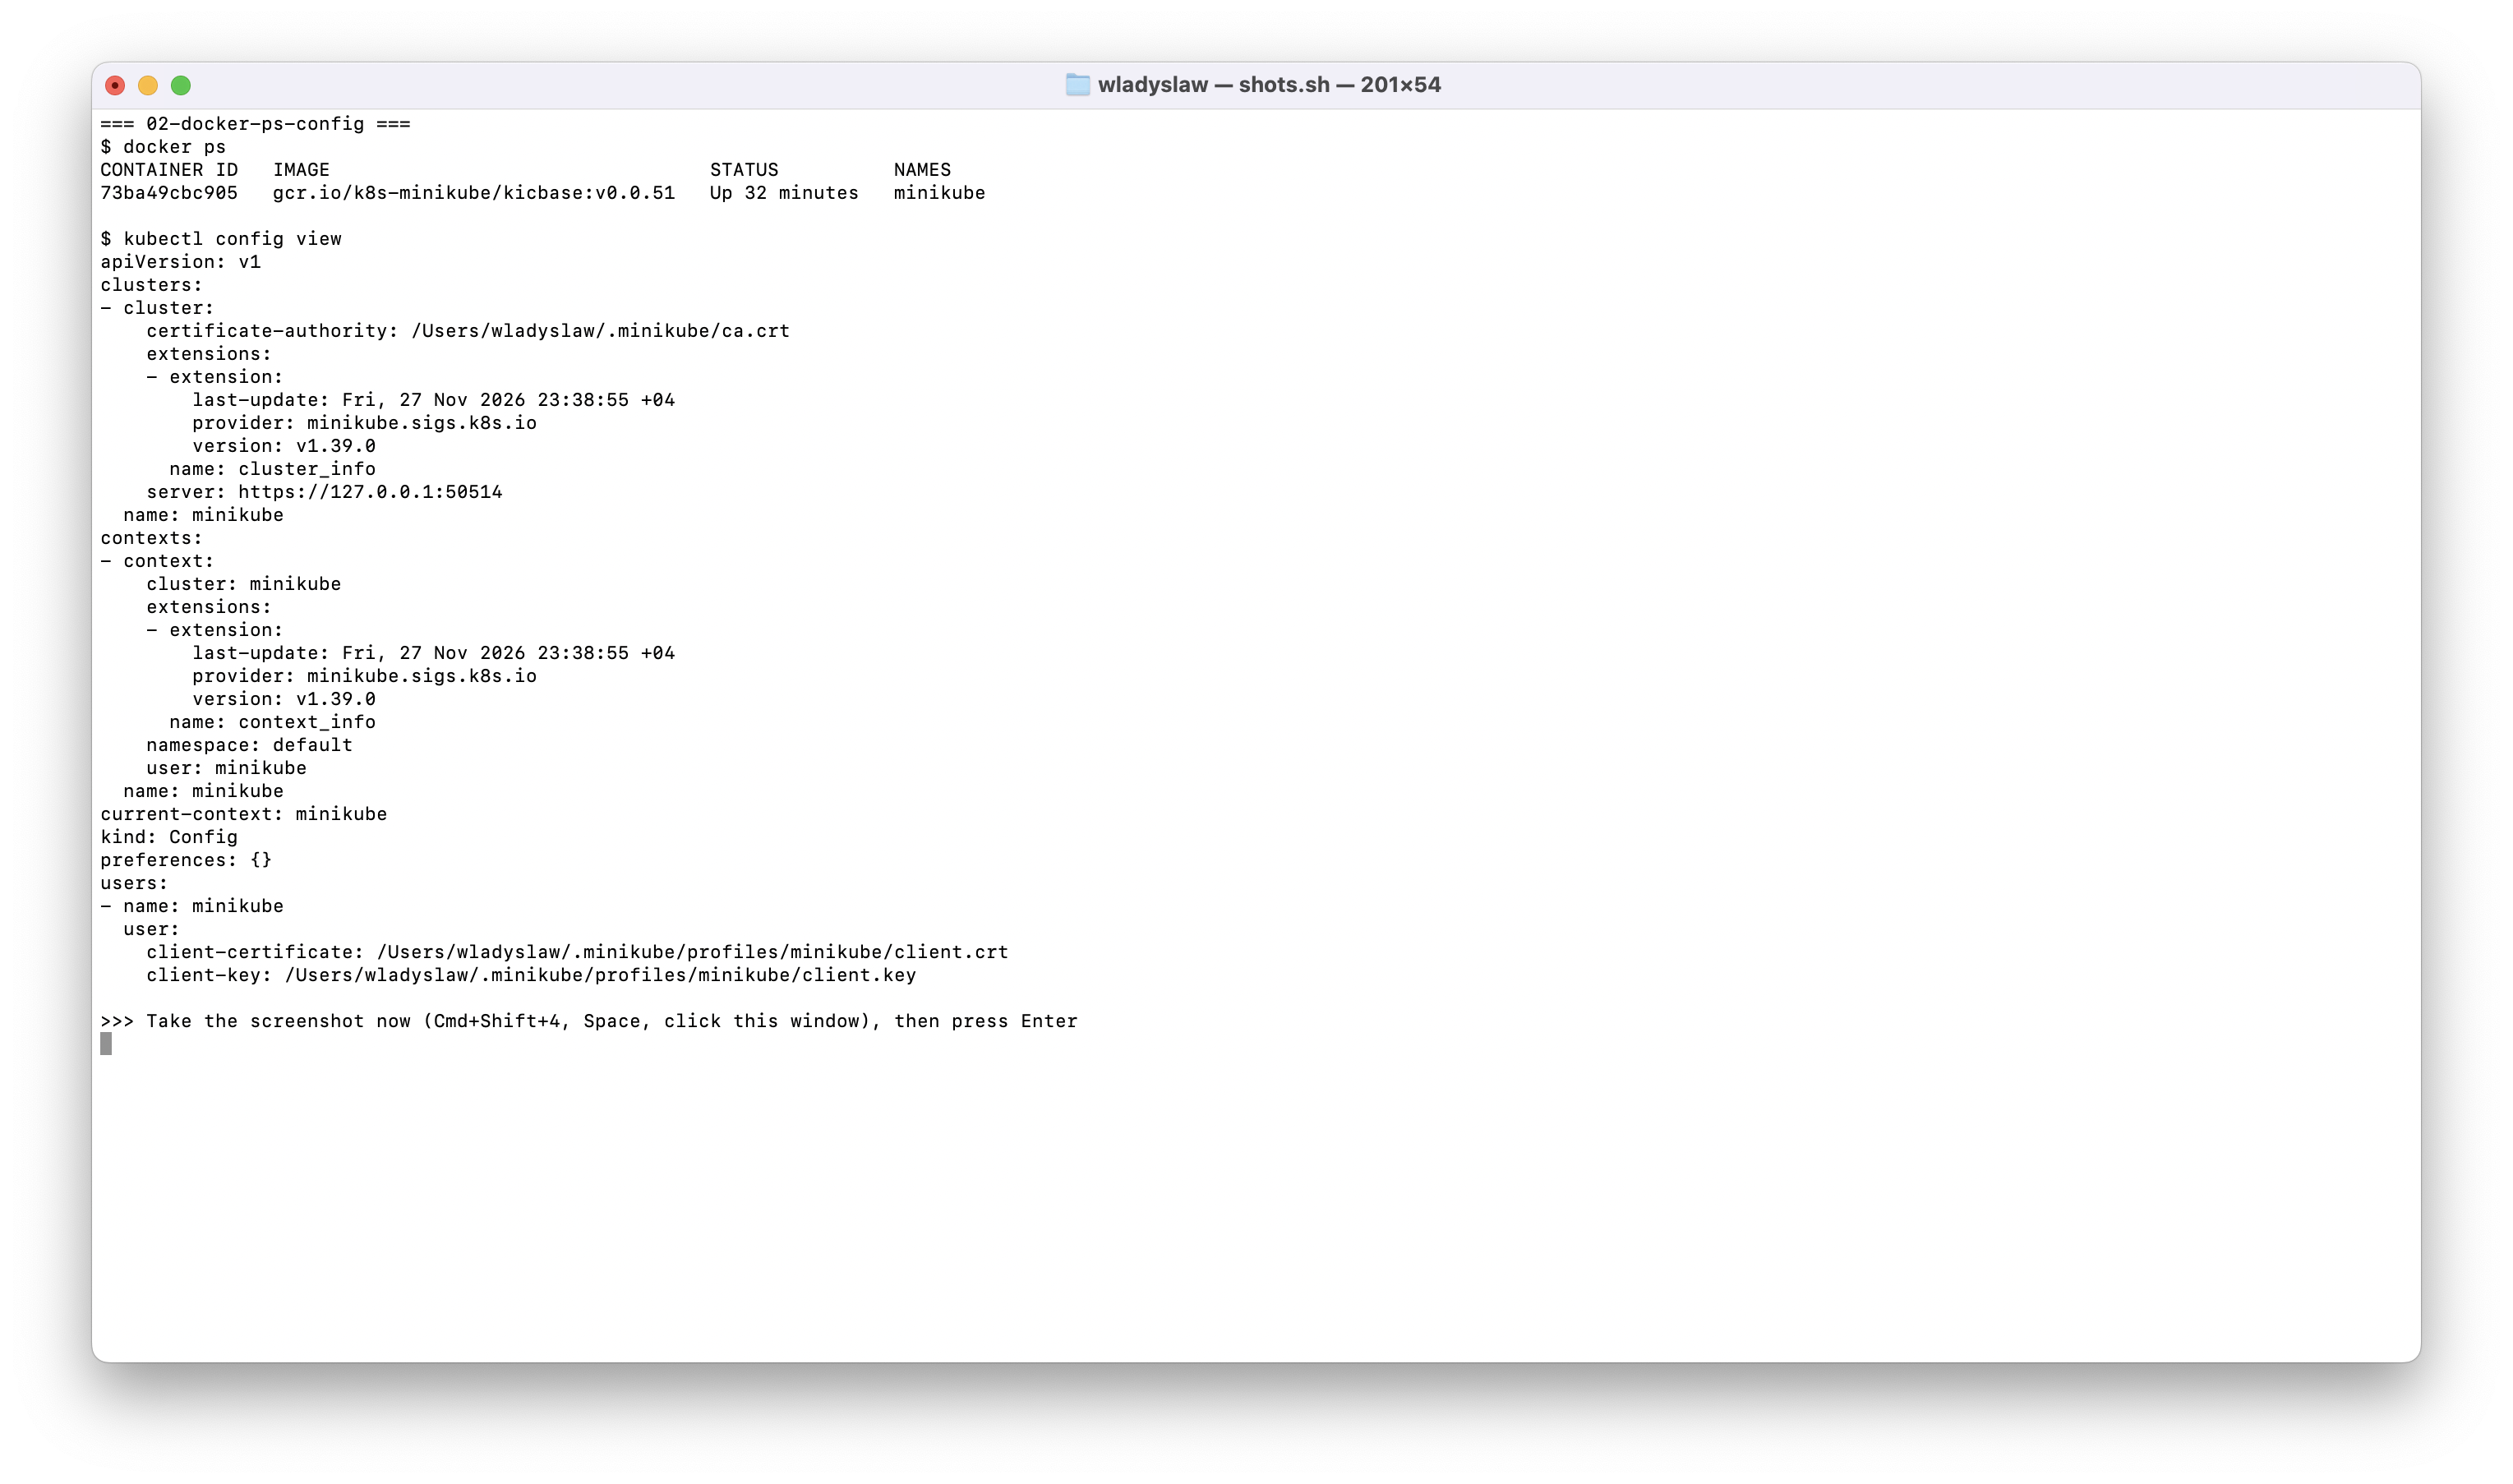 wladyslaw — shots.sh — 201×54
=== 02-docker-ps-config ===
$ docker ps
CONTAINER ID   IMAGE                                 STATUS          NAMES
73ba49cbc905   gcr.io/k8s-minikube/kicbase:v0.0.51   Up 32 minutes   minikube

$ kubectl config view
apiVersion: v1
clusters:
- cluster:
    certificate-authority: /Users/wladyslaw/.minikube/ca.crt
    extensions:
    - extension:
        last-update: Fri, 27 Nov 2026 23:38:55 +04
        provider: minikube.sigs.k8s.io
        version: v1.39.0
      name: cluster_info
    server: https://127.0.0.1:50514
  name: minikube
contexts:
- context:
    cluster: minikube
    extensions:
    - extension:
        last-update: Fri, 27 Nov 2026 23:38:55 +04
        provider: minikube.sigs.k8s.io
        version: v1.39.0
      name: context_info
    namespace: default
    user: minikube
  name: minikube
current-context: minikube
kind: Config
preferences: {}
users:
- name: minikube
  user:
    client-certificate: /Users/wladyslaw/.minikube/profiles/minikube/client.crt
    client-key: /Users/wladyslaw/.minikube/profiles/minikube/client.key

>>> Take the screenshot now (Cmd+Shift+4, Space, click this window), then press Enter